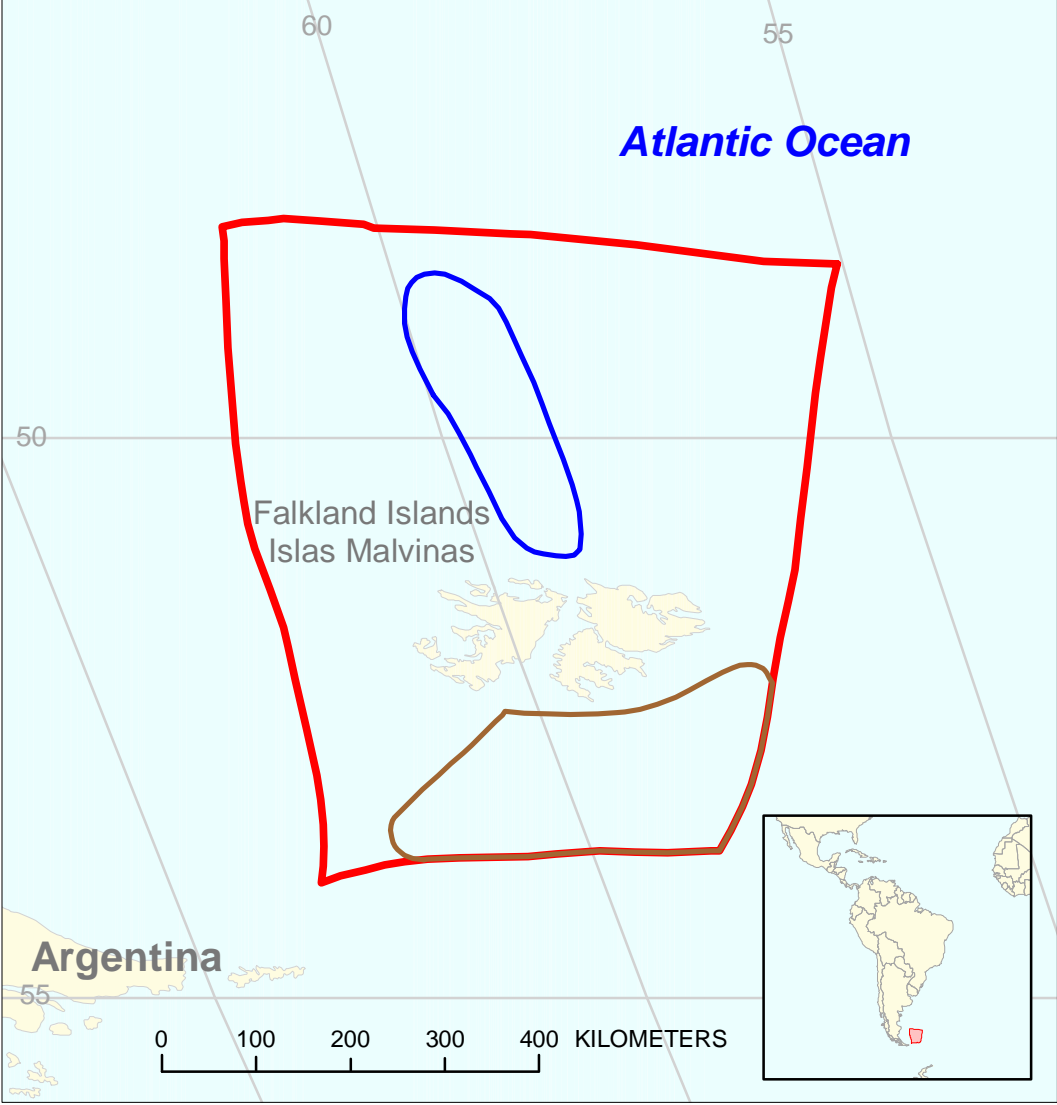 60
55
Atlantic Ocean
50
Falkland Islands
Islas Malvinas
Argentina
55
0 100 200 300 400 KILOMETERS